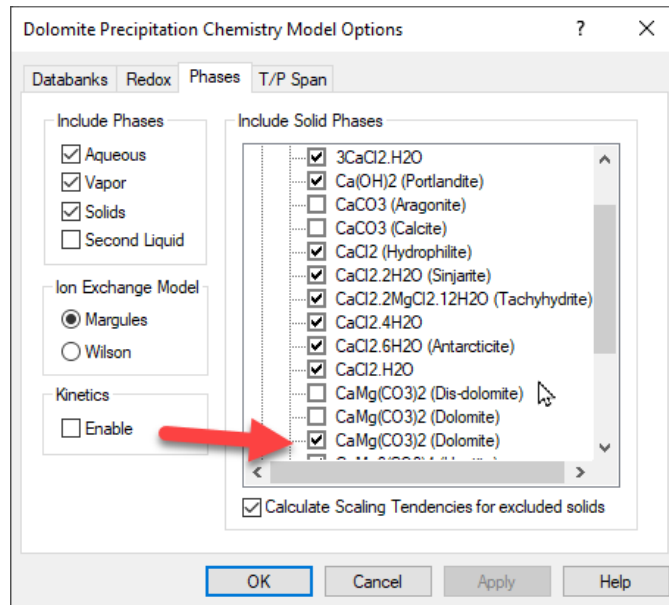 Dolomite Precipitation Chemistry Model Options
?
Databanks
Redox
Phases
T/P Span
Include Phases
Aqueous
Vapor
Solids
Second Liquid
Ion Exchange Model
Margules
Wilson
Kinetics
Enable
Include Solid Phases
3CaCl2.H2O
Ca(OH)2 (Portlandite)
CaCO3 (Aragonite)
CaCO3 (Calcite)
CaCl2 (Hydrophilite)
CaCl2.2H2O (Sinjarite)
CaCl2.2MgCl2.12H2O (Tachyhydrite)
CaCl2.4H2O
CaCl2.6H2O (Antarcticite)
CaCl2.H2O
CaMg(CO3)2 (Dis-dolomite)
CaMg(CO3)2 (Dolomite)
CaMg(CO3)2 (Dolomite)
Calculate Scaling Tendencies for excluded solids
OK
Cancel
Apply
Help